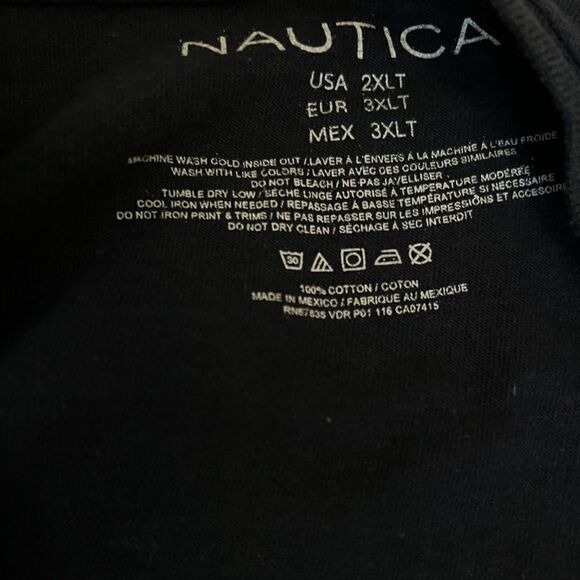 NAUTICA
USA 2XLT
EUR 3XLT
MEX 3XLT
MACHINE WASH COLD INSIDE OUT / LAVER À L'ENVERS À LA MACHINE À L'EAU FROIDE
WASH WITH LIKE COLORS / LAVER AVEC DES COULEURS SIMILAIRES
DO NOT BLEACH / NE PAS JAVELLISER
TUMBLE DRY LOW / SÉCHE LINGE AUTORISÉ À TEMPÉRATURE MODÉRÉE
COOL IRON WHEN NEEDED / REPASSAGE À BASSE TEMPÉRATURE SI NÉCESSAIRE
DO NOT IRON PRINT & TRIMS / NE PAS REPASSER SUR LES IMPRESSIONS ET ACCESOIRE
DO NOT DRY CLEAN / SÉCHAGE À SEC INTERDIT
30
100% COTTON / COTON
MADE IN MEXICO / FABRIQUE AU MEXIQUE
RN67835 VDR P01 116 CA07415